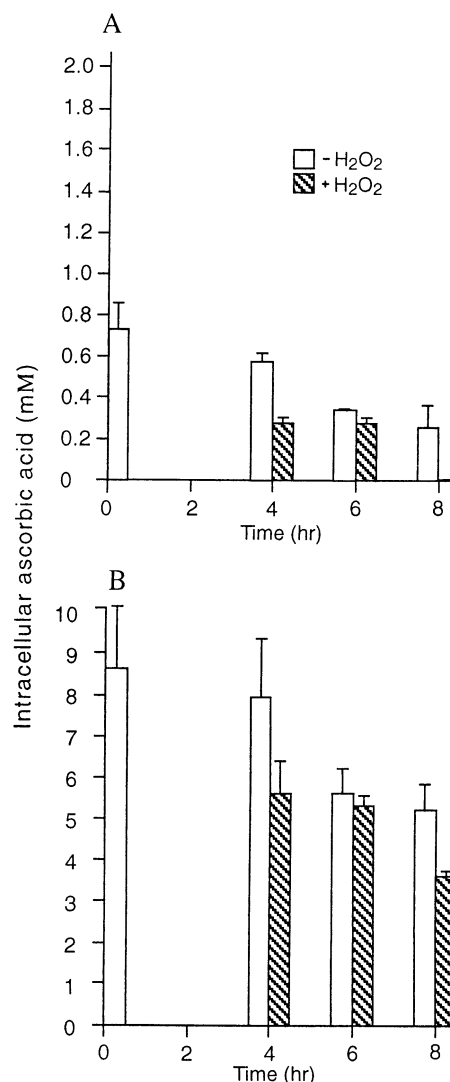 A
Intracellular ascorbic acid (mM)
2.0
1.8
1.6
1.4
1.2
1.0
0.8
0.6
0.4
0.2
0
- H₂O₂
+ H₂O₂
0 2 4 6 8
Time (hr)
B
10
9
8
7
6
5
4
3
2
1
0
0 2 4 6 8
Time (hr)